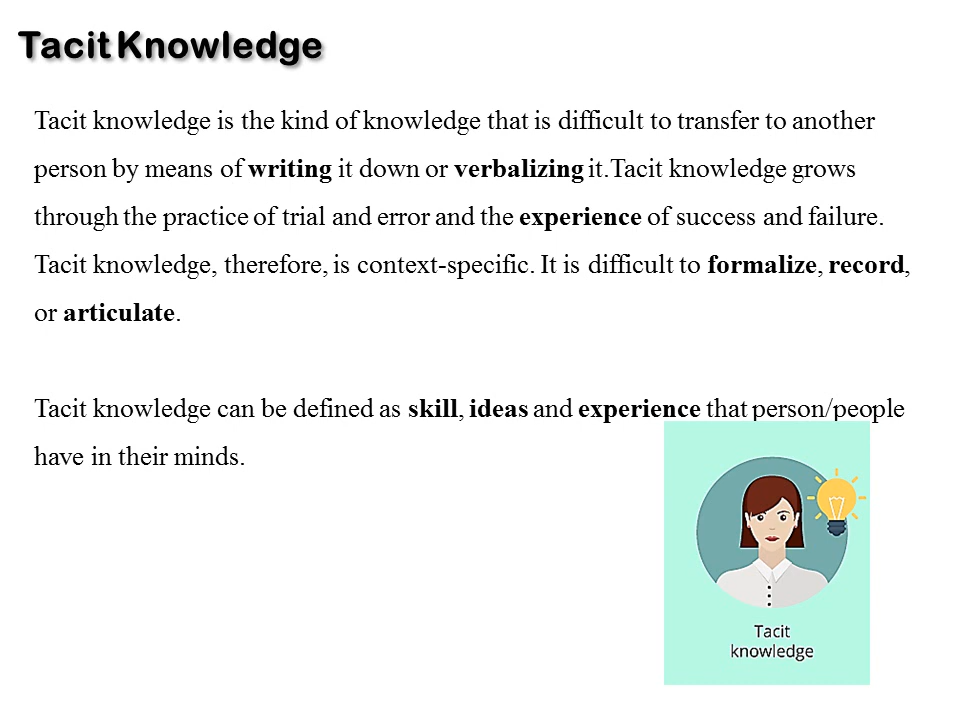 Tacit Knowledge
Tacit knowledge is the kind of knowledge that is difficult to transfer to another
person by means of writing it down or verbalizing it.Tacit knowledge grows
through the practice of trial and error and the experience of success and failure.
Tacit knowledge, therefore, is context-specific. It is difficult to formalize, record,
or articulate.
Tacit knowledge can be defined as skill, ideas and experience that person/people
have in their minds.
Tacit
knowledge